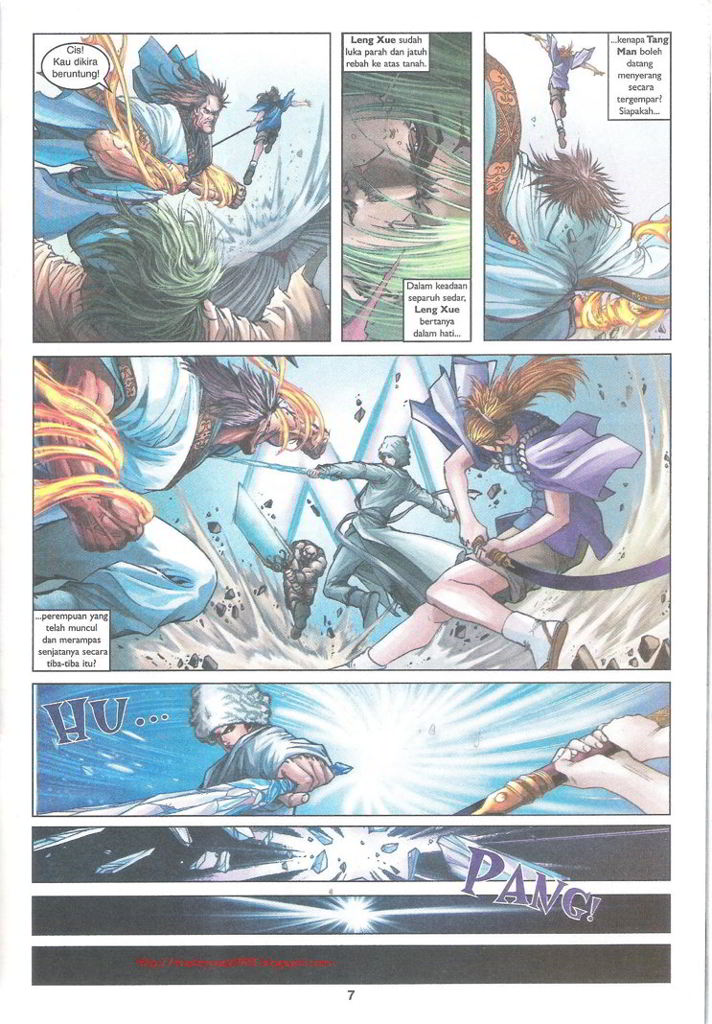 Cis!
Kau dikira
beruntung!
Leng Xue sudah
luka parah dan jatuh
rebah ke atas tanah.
Dalam keadaan
separuh sedar,
Leng Xue
bertanya
dalam hati...
...kenapa Tang
Man boleh
datang
menyerang
secara
tergempar?
Siapakah...
...perempuan yang
telah muncul
dan merampas
senjatanya secara
tiba-tiba itu?
HU...
PANG!
7